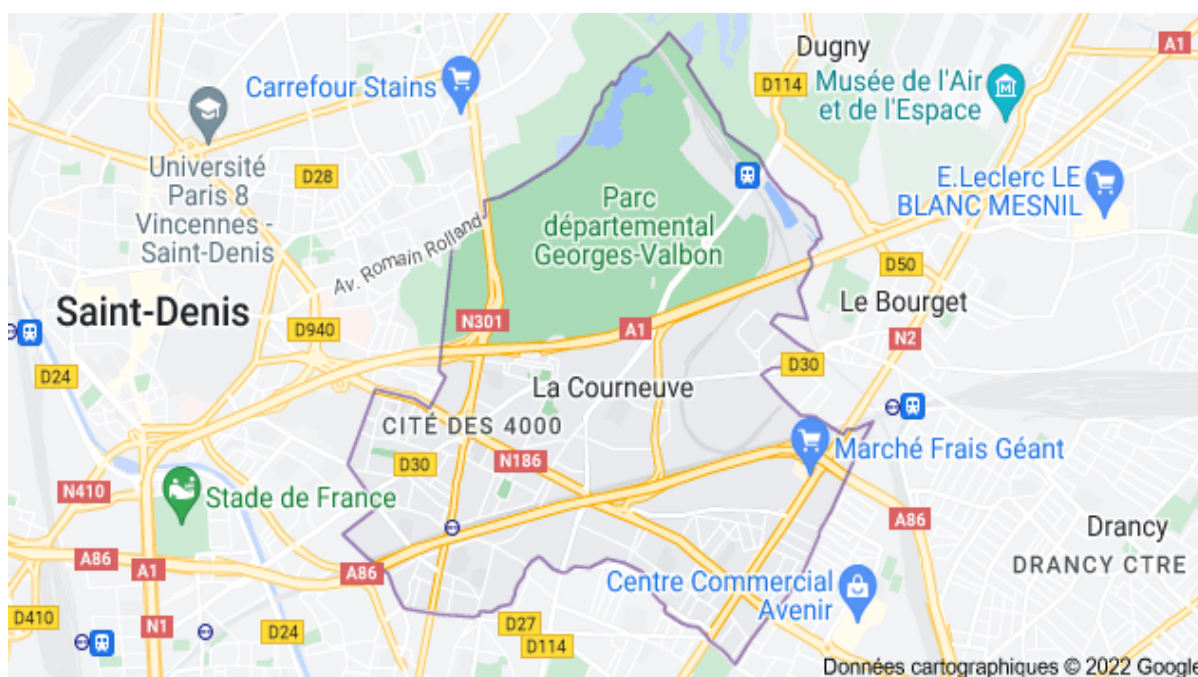 Dugny
A1
Carrefour Stains
D114
Musée de l'Air
et de l'Espace
Université
Paris 8
Vincennes -
Saint-Denis
D28
E.Leclerc LE
BLANC MESNIL
Parc
départemental
Georges-Valbon
Av. Romain Rolland
D50
Saint-Denis
N301
A1
Le Bourget
D940
N2
D24
D30
La Courneuve
CITÉ DES 4000
D30
N186
Marché Frais Géant
N410
Stade de France
A86
Drancy
DRANCY CTRE
A86
A1
A86
Centre Commercial
Avenir
D410
N1
D24
D27
D114
Données cartographiques © 2022 Google